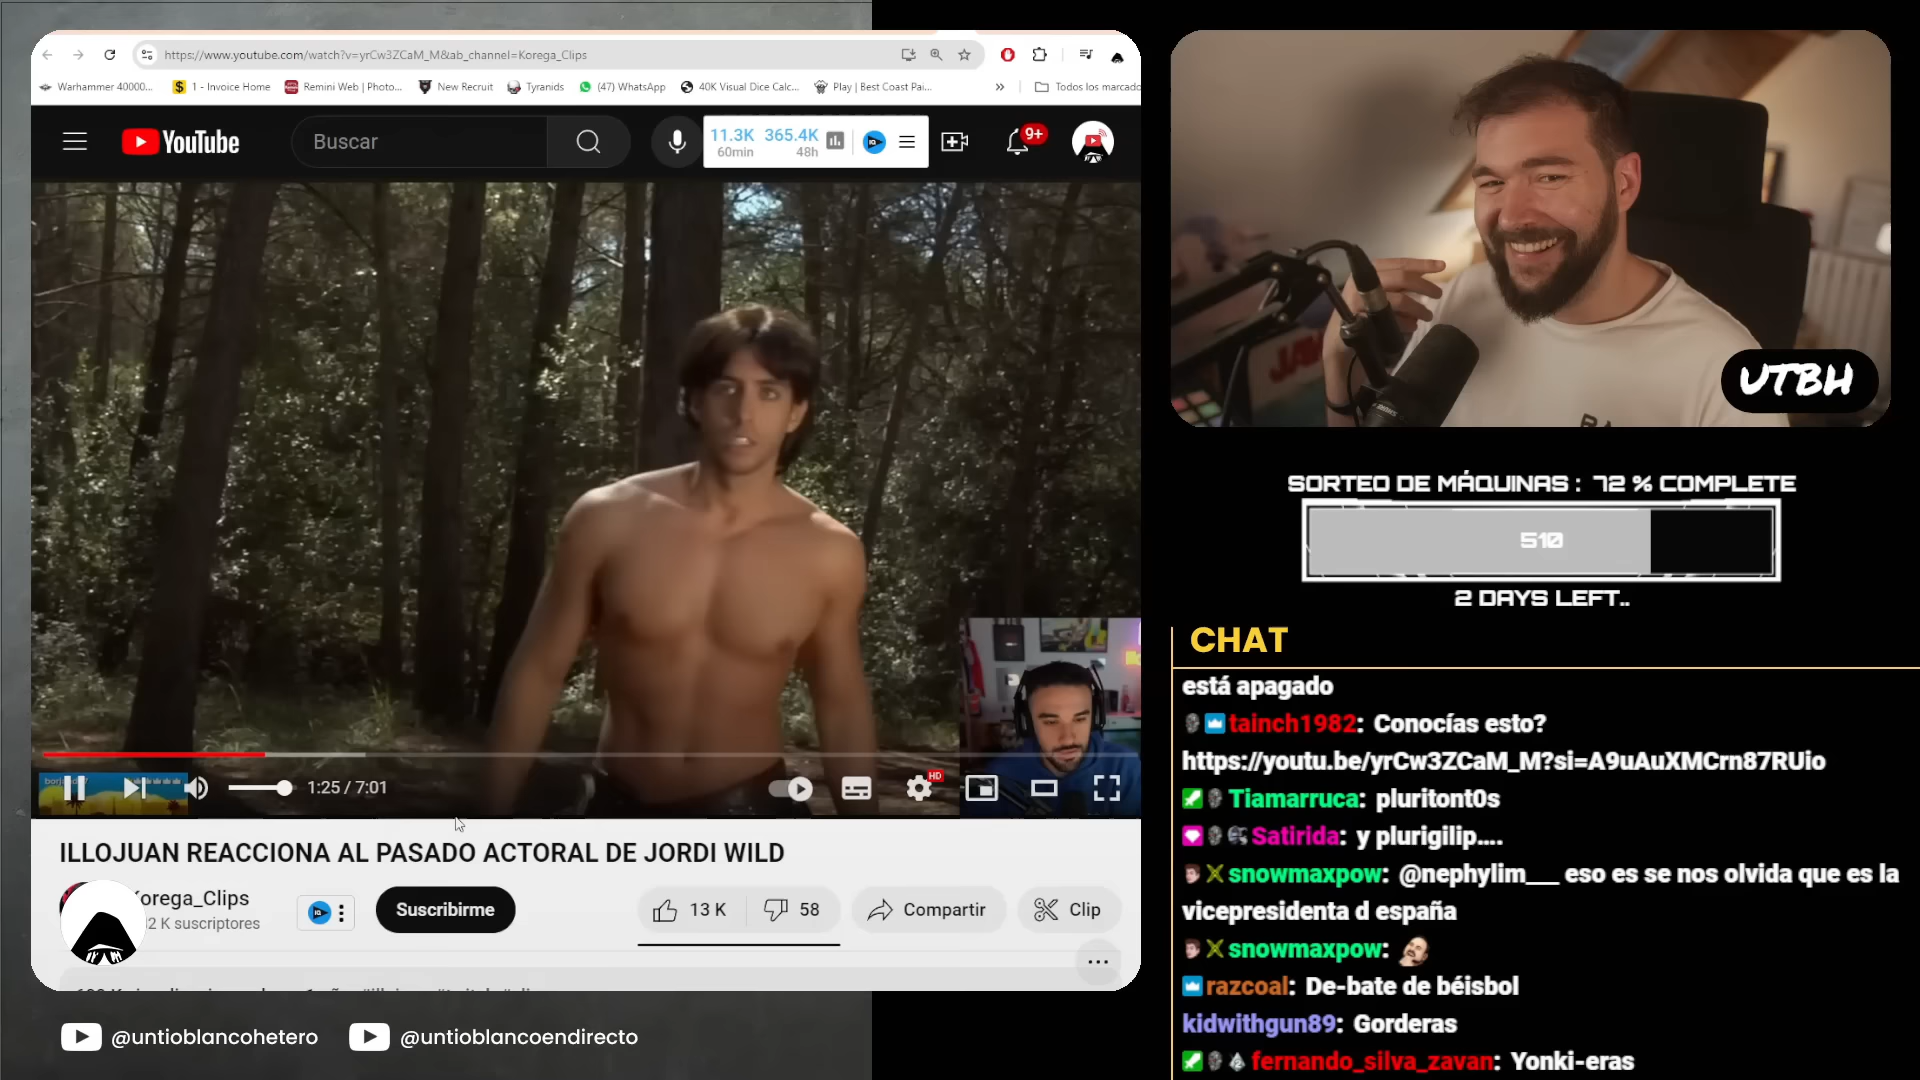 https://www.youtube.com/watch?v=yrCw3ZCaM_M&ab_channel=Korega_Clips
Warhammer 40000... 1 - Invoice Home Remini Web | Photo... New Recruit Tyranids (47) WhatsApp 40K Visual Dice Calc... Play | Best Coast Pai... » Todos los marcado
YouTube Buscar 11.3K 365.4K 9+
60min 48h
JAW
UTBH
SORTEO DE MÁQUINAS : 72 % COMPLETE
510
2 DAYS LEFT..
HD
1:25 / 7:01
ILLOJUAN REACCIONA AL PASADO ACTORAL DE JORDI WILD
orega_Clips
2 K suscriptores
Suscribirme
13 K 58 Compartir Clip
@untioblancohetero @untioblancoendirecto
CHAT
está apagado
tainch1982: Conocías esto?
https://youtu.be/yrCw3ZCaM_M?si=A9uAuXMCrn87RUio
Tiamarruca: pluritont0s
Satirida: y plurigilip....
snowmaxpow: @nephylim___ eso es se nos olvida que es la
vicepresidenta d españa
snowmaxpow:
razcoal: De-bate de béisbol
kidwithgun89: Gorderas
fernando_silva_zavan: Yonki-eras